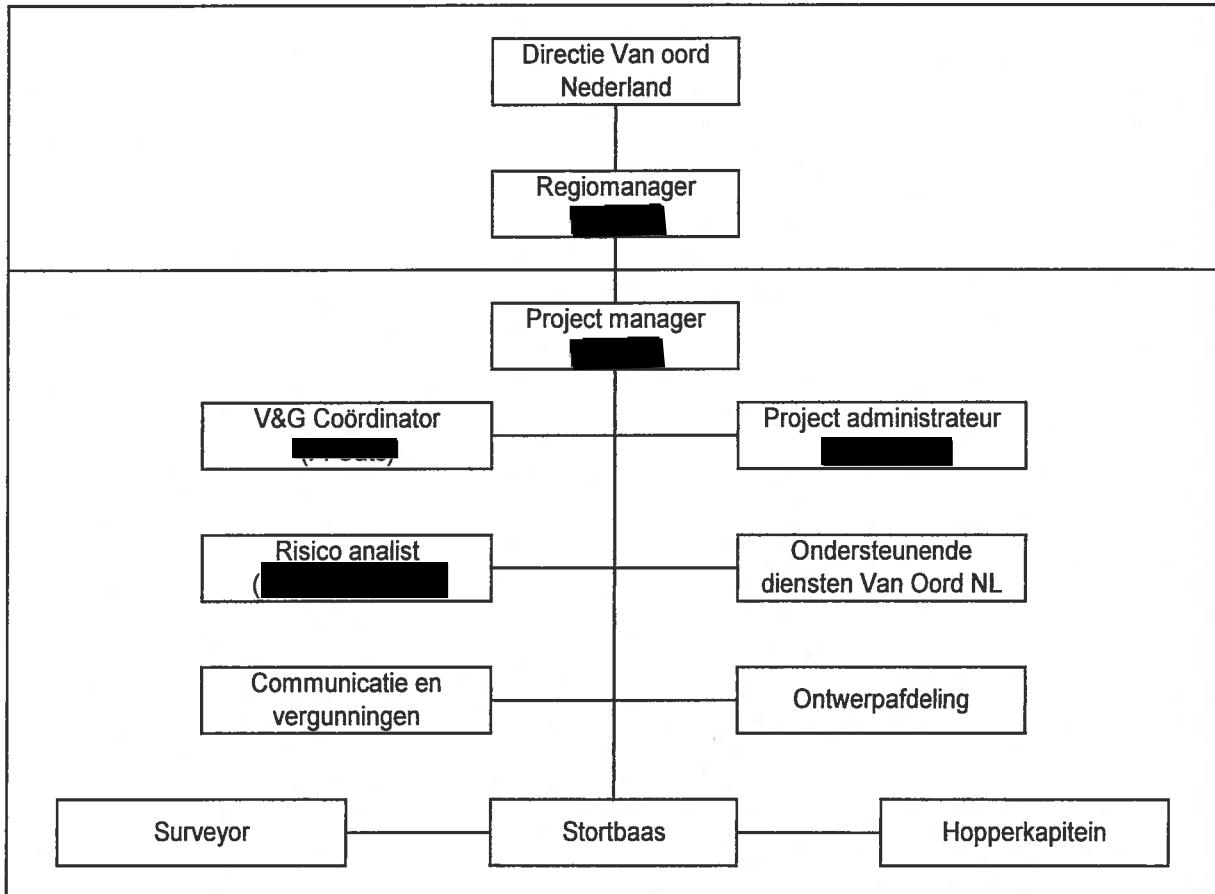 Directie Van oord
Nederland
Regiomanager
Project manager
V&G Coördinator
Project administrateur
Risico analist
(
Ondersteunende
diensten Van Oord NL
Communicatie en
vergunningen
Ontwerpafdeling
Surveyor
Stortbaas
Hopperkapitein